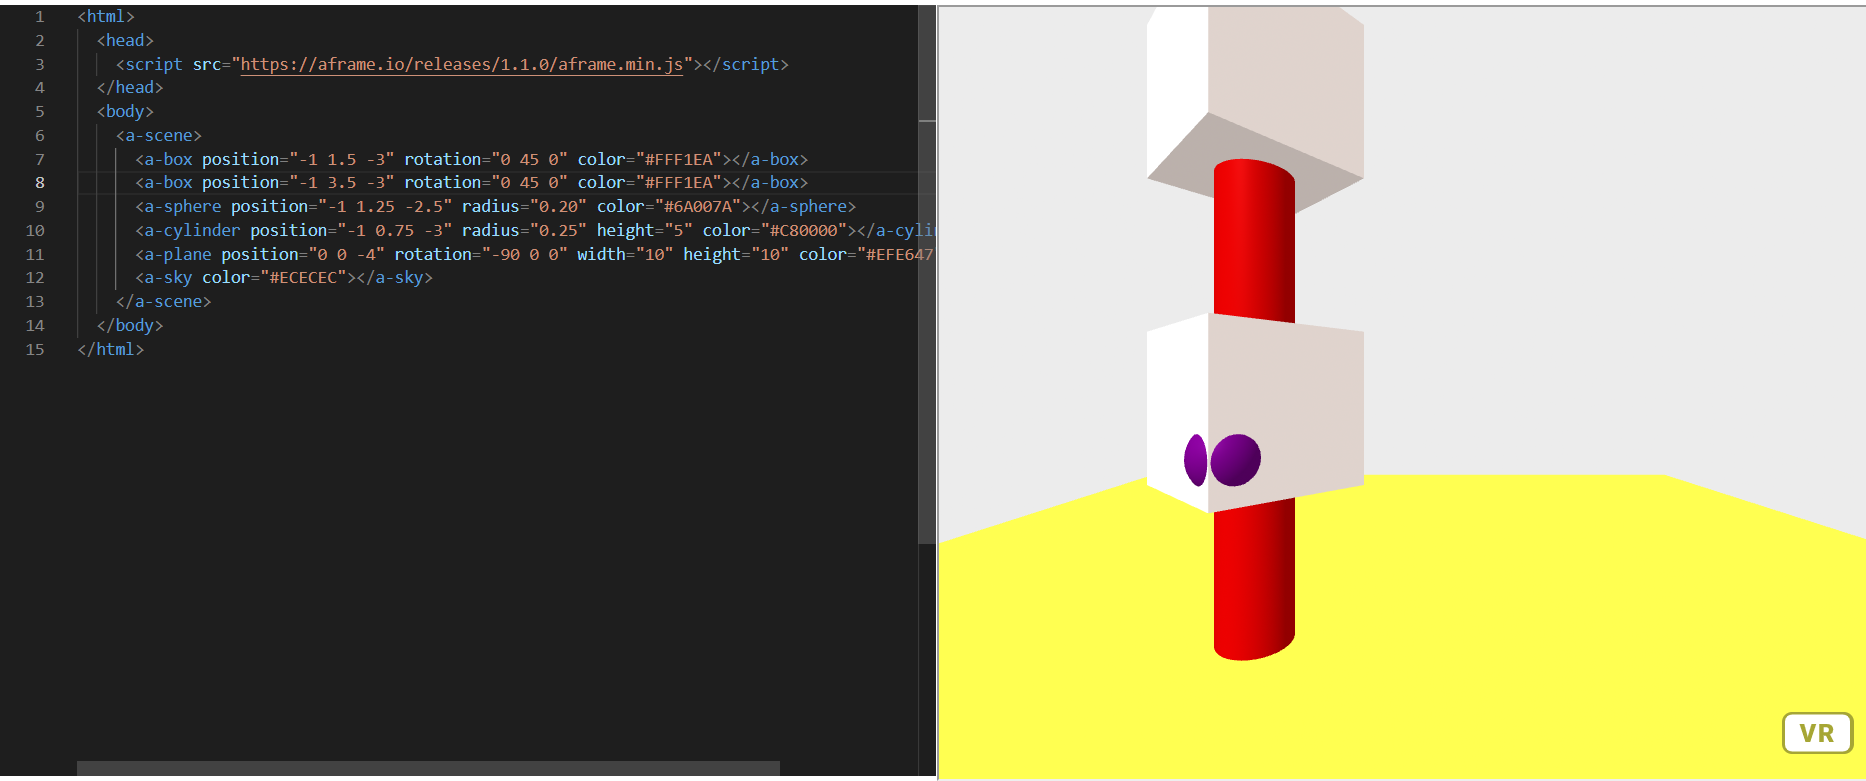 1 <html>
2 <head>
3 <script src="https://aframe.io/releases/1.1.0/aframe.min.js"></script>
4 </head>
5 <body>
6 <a-scene>
7 <a-box position="-1 1.5 -3" rotation="0 45 0" color="#FFF1EA"></a-box>
8 <a-box position="-1 3.5 -3" rotation="0 45 0" color="#FFF1EA"></a-box>
9 <a-sphere position="-1 1.25 -2.5" radius="0.20" color="#6A007A"></a-sphere>
10 <a-cylinder position="-1 0.75 -3" radius="0.25" height="5" color="#C80000"></a-cyli
11 <a-plane position="0 0 -4" rotation="-90 0 0" width="10" height="10" color="#EFE647
12 <a-sky color="#ECECEC"></a-sky>
13 </a-scene>
14 </body>
15 </html>
VR